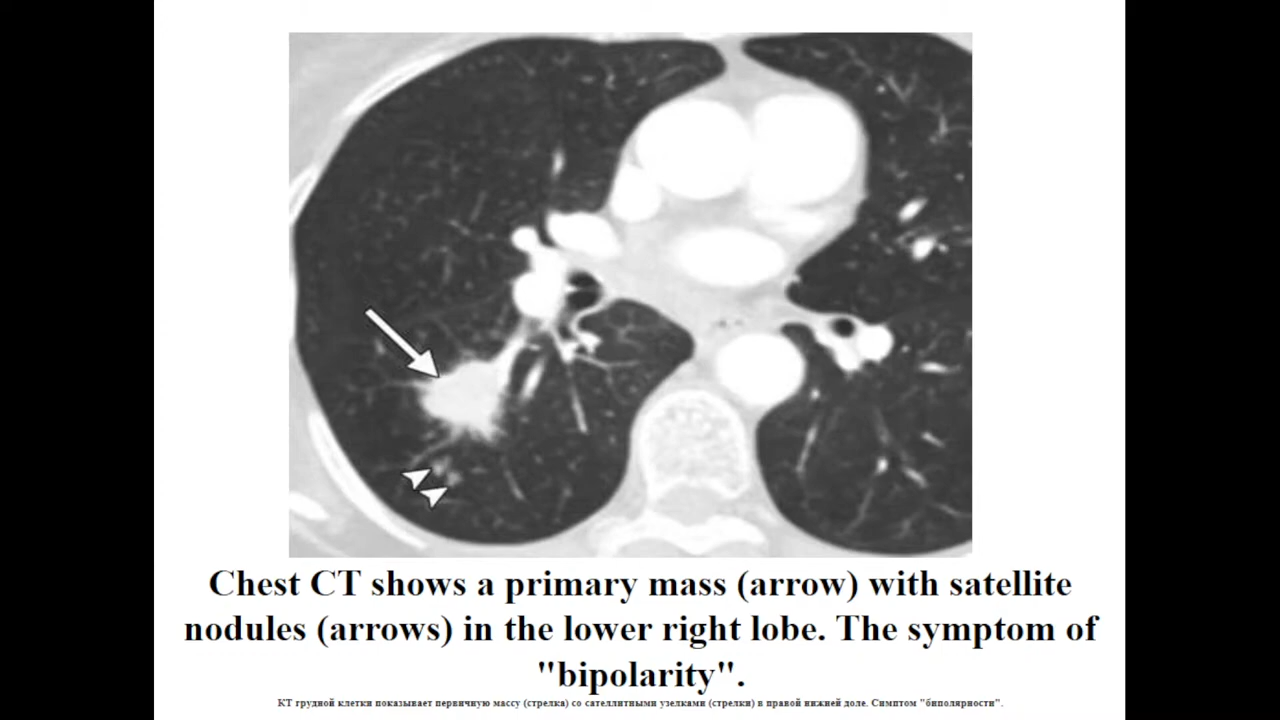 Chest CT shows a primary mass (arrow) with satellite
nodules (arrows) in the lower right lobe. The symptom of
"bipolarity".
КТ грудной клетки показывает первичную массу (стрелка) со сателлитными узелками (стрелки) в правой нижней доле. Симптом "биполярности".